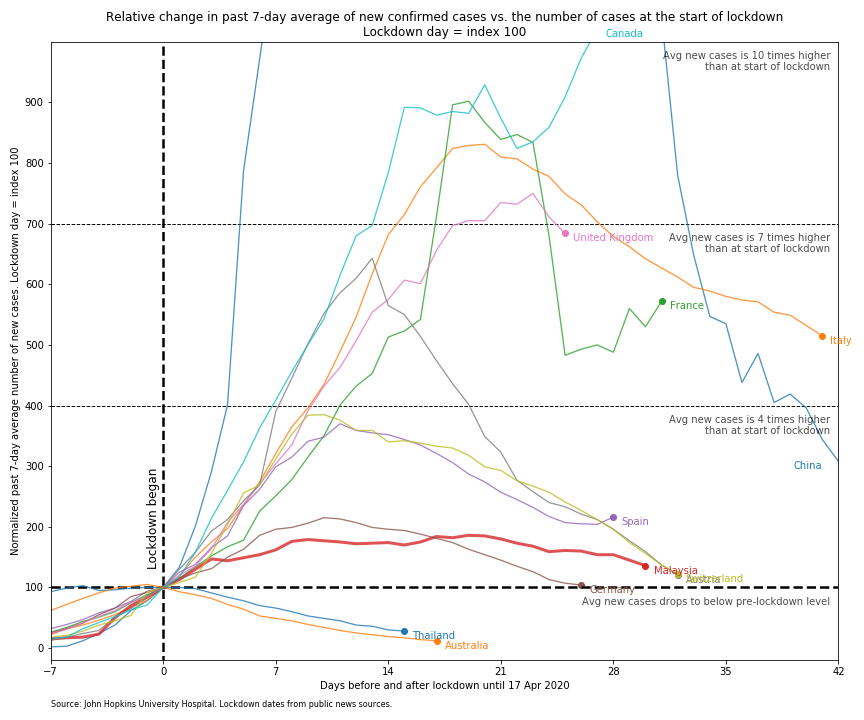 Relative change in past 7-day average of new confirmed cases vs. the number of cases at the start of lockdown
Lockdown day = index 100
Canada
Avg new cases is 10 times higher
than at start of lockdown
900
800
700
600
500
400
300
200
100
0
Normalized past 7-day average number of new cases. Lockdown day = index 100
Lockdown began
United Kingdom
Avg new cases is 7 times higher
than at start of lockdown
France
Italy
Avg new cases is 4 times higher
than at start of lockdown
China
Spain
Malaysia
Switzerland
Austria
Germany
Avg new cases drops to below pre-lockdown level
Thailand
Australia
−7 0 7 14 21 28 35 42
Days before and after lockdown until 17 Apr 2020
Source: John Hopkins University Hospital. Lockdown dates from public news sources.